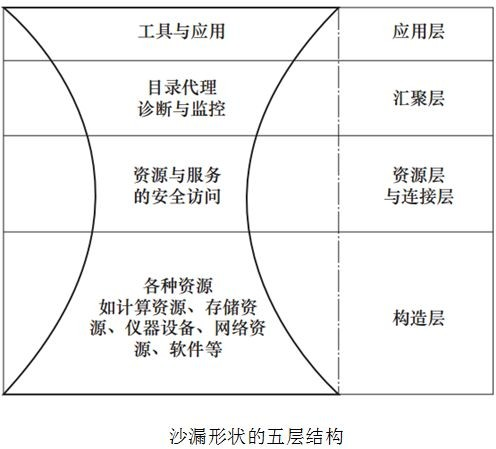 工具与应用
应用层
目录代理
诊断与监控
汇聚层
资源与服务
的安全访问
资源层
与连接层
各种资源
如计算资源、存储资
源、仪器设备、网络资
源、软件等
构造层
沙漏形状的五层结构